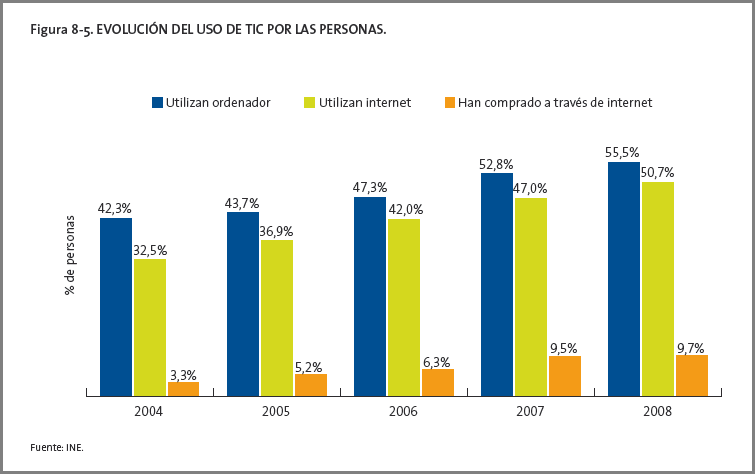 Figura 8-5. EVOLUCIÓN DEL USO DE TIC POR LAS PERSONAS.
Utilizan ordenador Utilizan internet Han comprado a través de internet
% de personas
42,3% 32,5% 3,3%
43,7% 36,9% 5,2%
47,3% 42,0% 6,3%
52,8% 47,0% 9,5%
55,5% 50,7% 9,7%
2004 2005 2006 2007 2008
Fuente: INE.